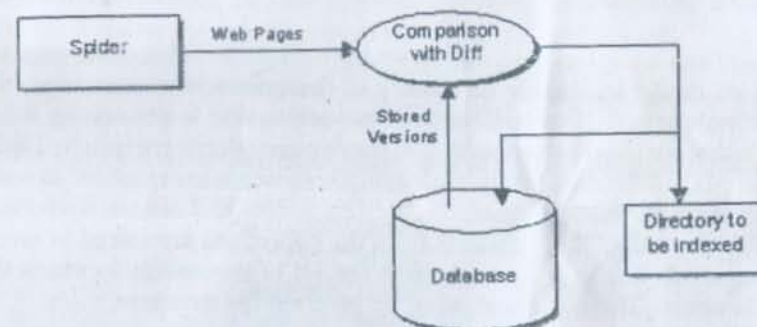 Spider
Web Pages
Comparison
with Diff
Stored
Versions
Database
Directory to
be indexed